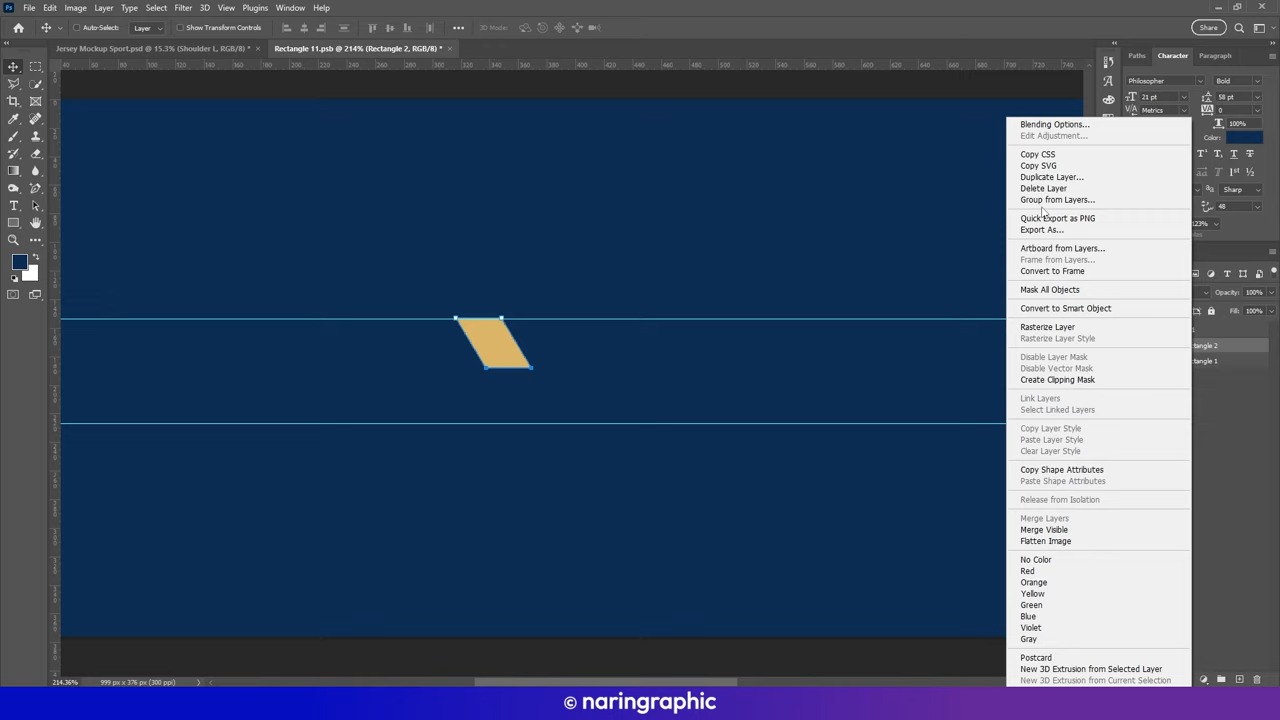 File Edit Image Layer Type Select Filter 3D View Plugins Window Help
Auto-Select: Layer Show Transform Controls 3D Mode: Share
Jersey Mockup Sport.psd @ 15.3% (Shoulder L, RGB/8) * × Rectangle 11.psb @ 214% (Rectangle 2, RGB/8) * ×
Paths Character Paragraph
Philosopher Bold
21 pt 58 pt
Metrics 0
100%
Color:
Sharp
48
Opacity: 100%
Fill: 100%
Blending Options...
Edit Adjustment...
Copy CSS
Copy SVG
Duplicate Layer...
Delete Layer
Group from Layers...
Quick Export as PNG
Export As...
Artboard from Layers...
Frame from Layers...
Convert to Frame
Mask All Objects
Convert to Smart Object
Rasterize Layer
Rasterize Layer Style
Disable Layer Mask
Disable Vector Mask
Create Clipping Mask
Link Layers
Select Linked Layers
Copy Layer Style
Paste Layer Style
Clear Layer Style
Copy Shape Attributes
Paste Shape Attributes
Release from Isolation
Merge Layers
Merge Visible
Flatten Image
No Color
Red
Orange
Yellow
Green
Blue
Violet
Gray
Postcard
New 3D Extrusion from Selected Layer
New 3D Extrusion from Current Selection
ctangle 2
ctangle 1
214.36% 999 px x 376 px (300 ppi)
© naringraphic